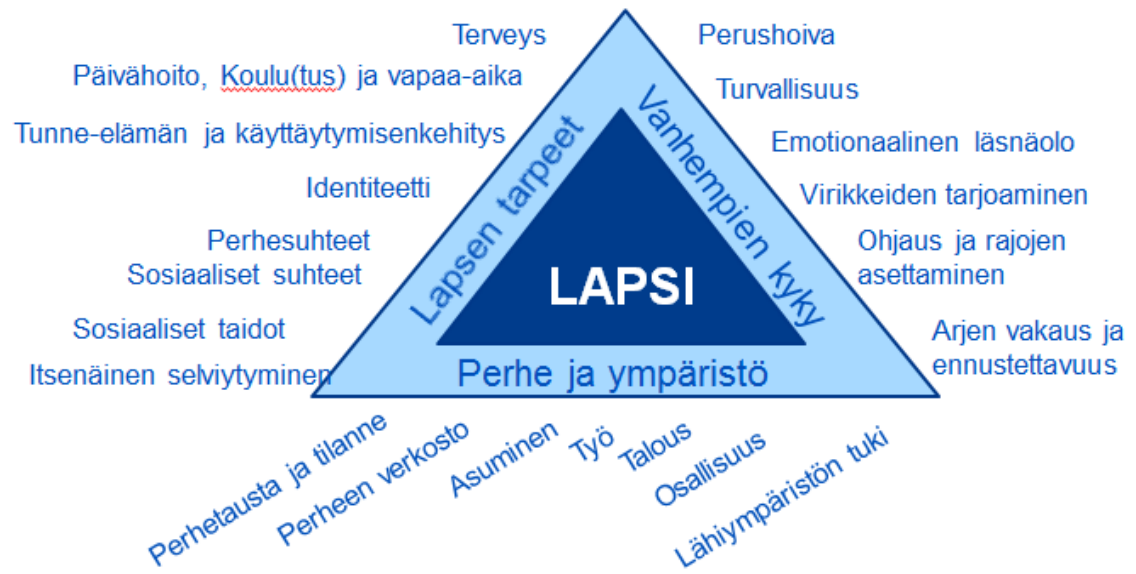 Terveys
Päivähoito, Koulu(tus) ja vapaa-aika
Tunne-elämän ja käyttäytymisenkehitys
Identiteetti
Perhesuhteet
Sosiaaliset suhteet
Sosiaaliset taidot
Itsenäinen selviytyminen
Lapsen tarpeet
LAPSI
Vanhempien kyky
Perushoiva
Turvallisuus
Emotionaalinen läsnäolo
Virikkeiden tarjoaminen
Ohjaus ja rajojen
asettaminen
Arjen vakaus ja
ennustettavuus
Perhe ja ympäristö
Perhetausta ja tilanne
Perheen verkosto
Asuminen
Työ
Talous
Osallisuus
Lähiympäristön tuki